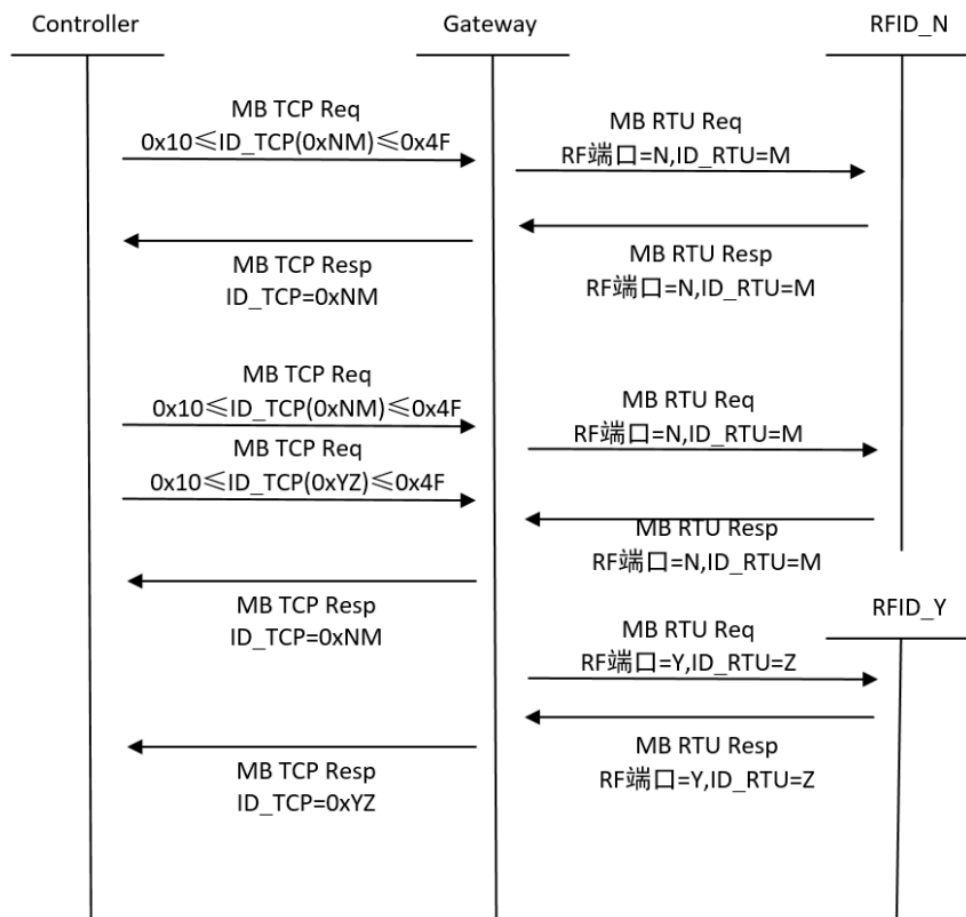 Controller
Gateway
RFID_N
MB TCP Req
0x10≤ID_TCP(0xNM)≤0x4F
MB RTU Req
RF端口=N,ID_RTU=M
MB TCP Resp
ID_TCP=0xNM
MB RTU Resp
RF端口=N,ID_RTU=M
MB TCP Req
0x10≤ID_TCP(0xNM)≤0x4F
MB RTU Req
RF端口=N,ID_RTU=M
MB TCP Req
0x10≤ID_TCP(0xYZ)≤0x4F
MB RTU Resp
RF端口=N,ID_RTU=M
MB TCP Resp
ID_TCP=0xNM
RFID_Y
MB RTU Req
RF端口=Y,ID_RTU=Z
MB RTU Resp
RF端口=Y,ID_RTU=Z
MB TCP Resp
ID_TCP=0xYZ